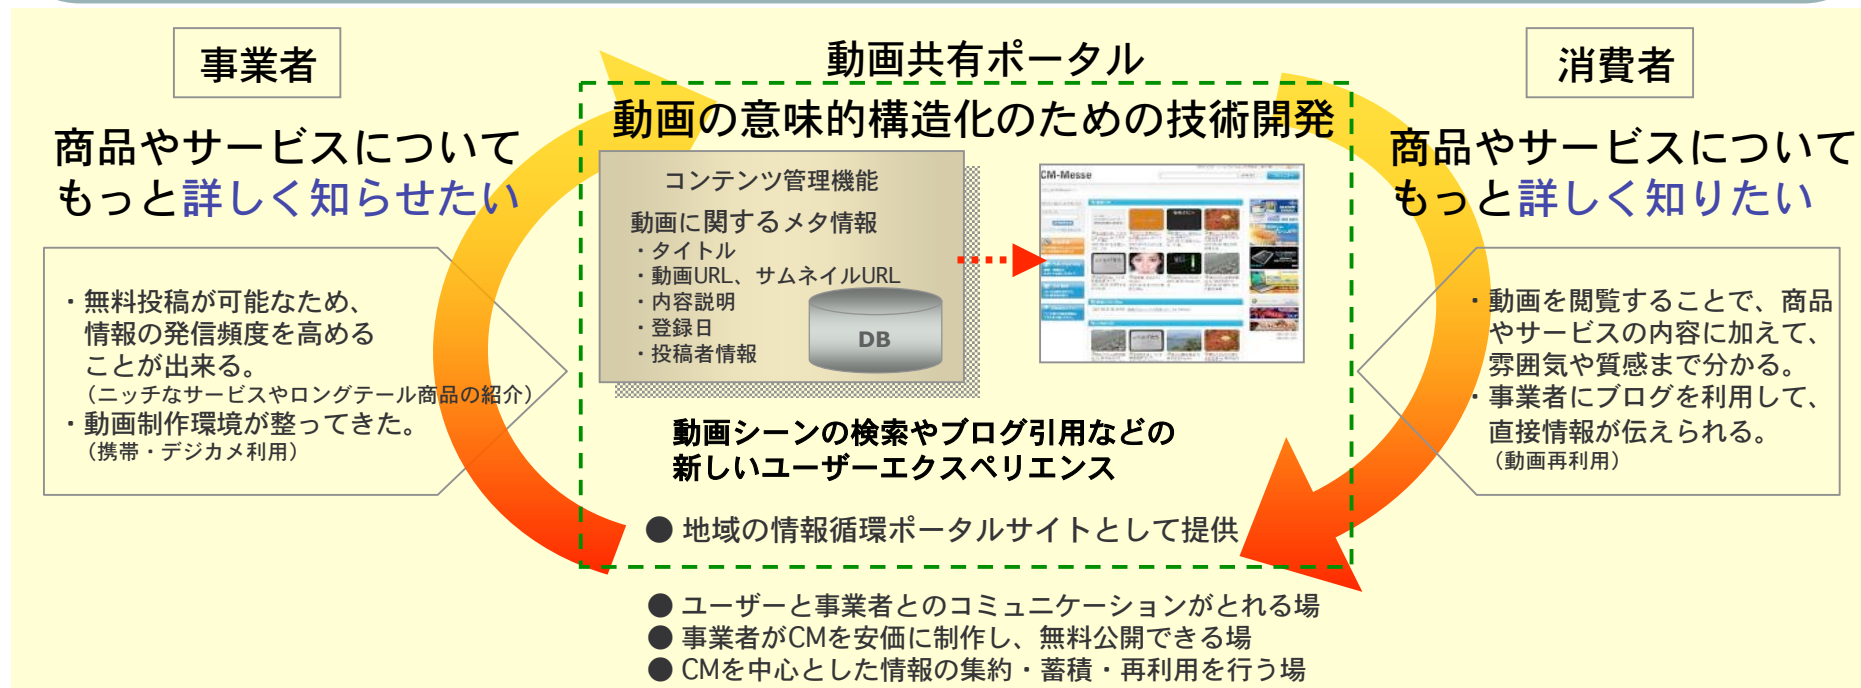 事業者
商品やサービスについて
もっと詳しく知らせたい
・無料投稿が可能なため、
情報の発信頻度を高める
ことが出来る。
（ニッチなサービスやロングテール商品の紹介）
・動画制作環境が整ってきた。
（携帯・デジカメ利用）
動画共有ポータル
動画の意味的構造化のための技術開発
コンテンツ管理機能
動画に関するメタ情報
・タイトル
・動画URL、サムネイルURL
・内容説明
・登録日
・投稿者情報
DB
CM-Messe
動画シーンの検索やブログ引用などの
新しいユーザーエクスペリエンス
● 地域の情報循環ポータルサイトとして提供
● ユーザーと事業者とのコミュニケーションがとれる場
● 事業者がCMを安価に制作し、無料公開できる場
● CMを中心とした情報の集約・蓄積・再利用を行う場
消費者
商品やサービスについて
もっと詳しく知りたい
・動画を閲覧することで、商品
やサービスの内容に加えて、
雰囲気や質感まで分かる。
・事業者にブログを利用して、
直接情報が伝えられる。
（動画再利用）